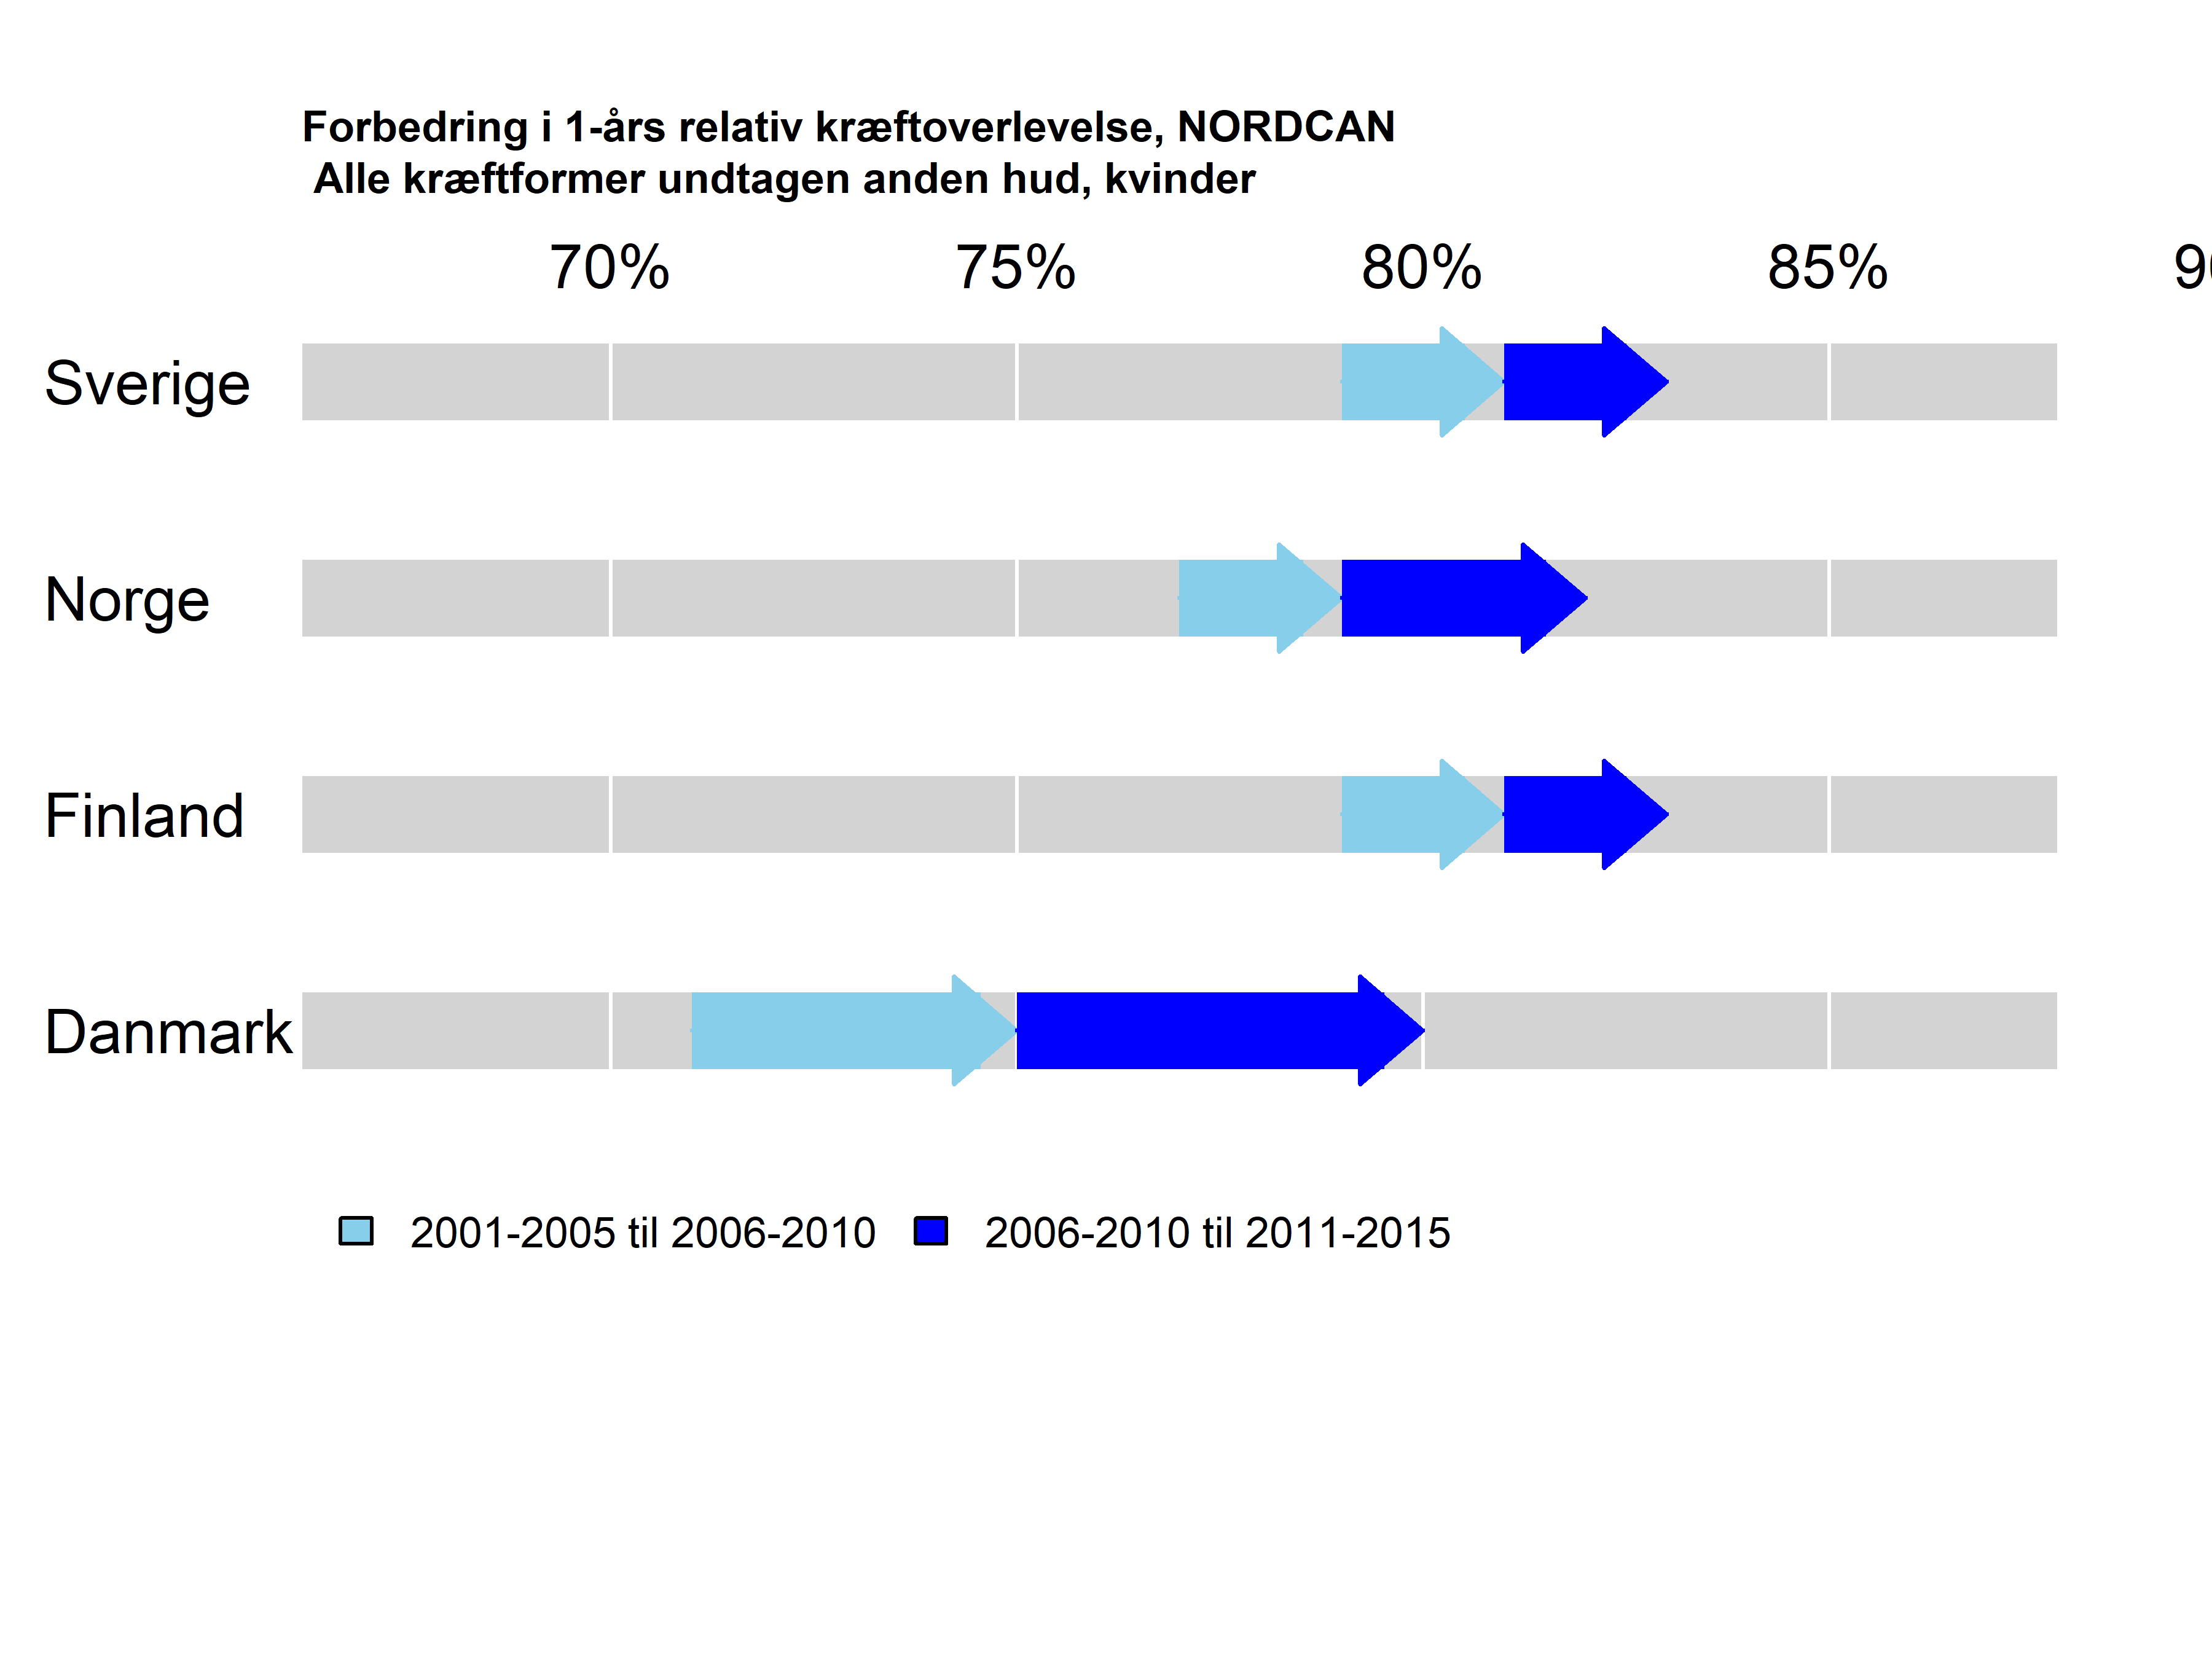 Forbedring i 1-års relativ kræftoverlevelse, NORDCAN
Alle kræftformer undtagen anden hud, kvinder
70% 75% 80% 85%
Sverige
Norge
Finland
Danmark
2001-2005 til 2006-2010 2006-2010 til 2011-2015